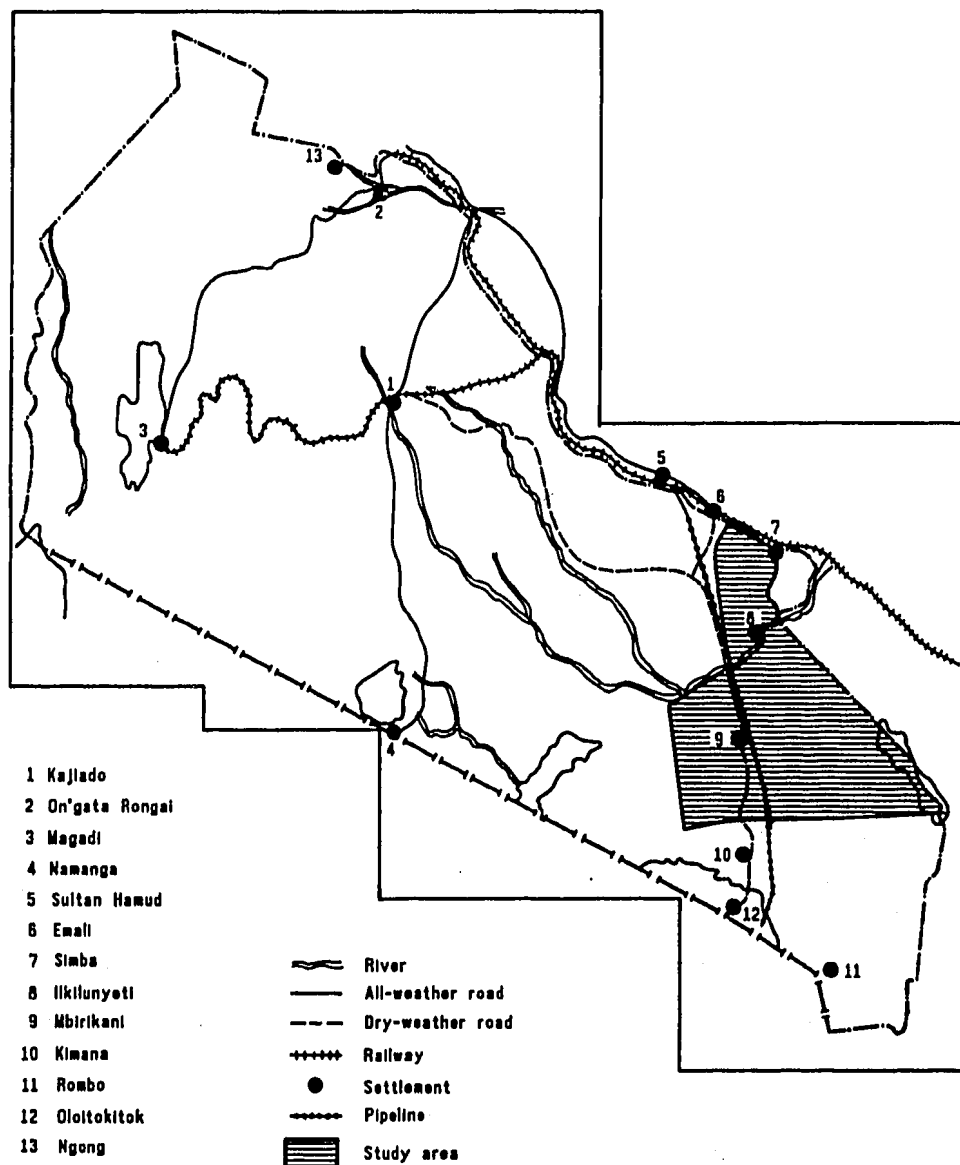 13
2
1
3
5
6
7
8
9
4
10
12
11
1 Kajiado
2 On'gata Rongai
3 Magadi
4 Namanga
5 Sultan Hamud
6 Emali
7 Simba
8 Ilkilunyeti
9 Mbirikani
10 Kimana
11 Rombo
12 Oloitokitok
13 Ngong
River
All-weather road
Dry-weather road
Railway
Settlement
Pipeline
Study area